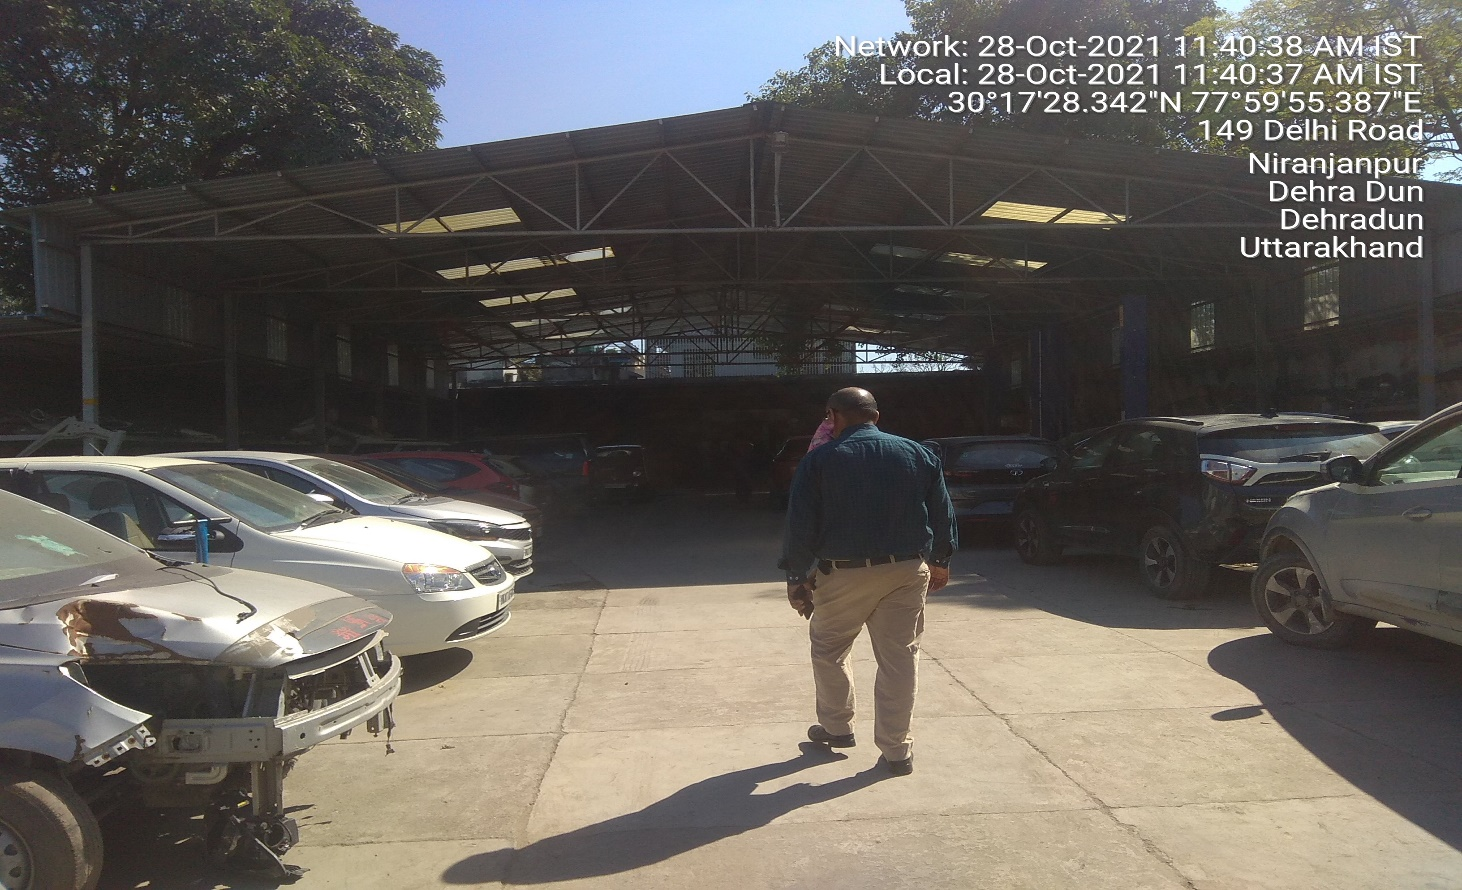 Network: 28-Oct-2021 11:40:38 AM IST
Local: 28-Oct-2021 11:40:37 AM IST
30°17'28.342"N 77°59'55.387"E
149 Delhi Road
Niranjanpur
Dehra Dun
Dehradun
Uttarakhand